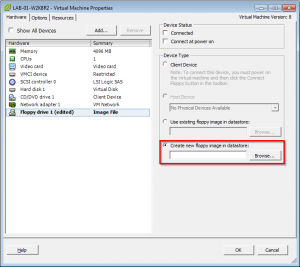 LAB-01-W2K8R2 - Virtual Machine Properties
Hardware Options Resources
Virtual Machine Version: 8
Show All Devices
Add...
Remove
Hardware Summary
Memory 4096 MB
CPUs 1
Video card Video card
VMCI device Restricted
SCSI controller 0 LSI Logic SAS
Hard disk 1 Virtual Disk
CD/DVD drive 1 Client Device
Network adapter 1 VM Network
Floppy drive 1 (edited) Image File
Device Status
Connected
Connect at power on
Device Type
Client Device
Note: To connect this device, you must power on
the virtual machine and then click the Connect
Floppy button in the toolbar.
Host Device
No Physical Devices Available
Use existing floppy image in datastore:
Browse...
Create new floppy image in datastore:
Browse...
Help
OK
Cancel